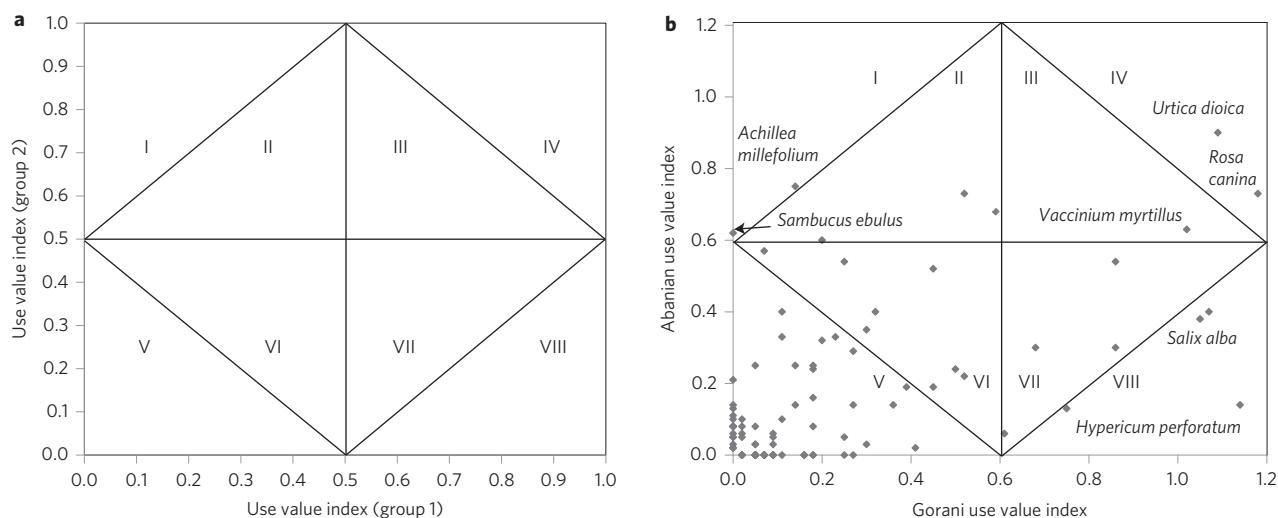 a
1.0
0.9
0.8
0.7
0.6
0.5
0.4
0.3
0.2
0.1
0.0
Use value index (group 2)
I
II
III
IV
V
VI
VII
VIII
0.0 0.1 0.2 0.3 0.4 0.5 0.6 0.7 0.8 0.9 1.0
Use value index (group 1)
b
1.2
1.0
0.8
0.6
0.4
0.2
0.0
Abanian use value index
I
II
III
IV
Urtica dioica
Achillea
millefolium
Rosa
canina
Sambucus ebulus
Vaccinium myrtillus
Salix alba
V
VI
VII
VIII
Hypericum perforatum
0.0 0.2 0.4 0.6 0.8 1.0 1.2
Gorani use value index